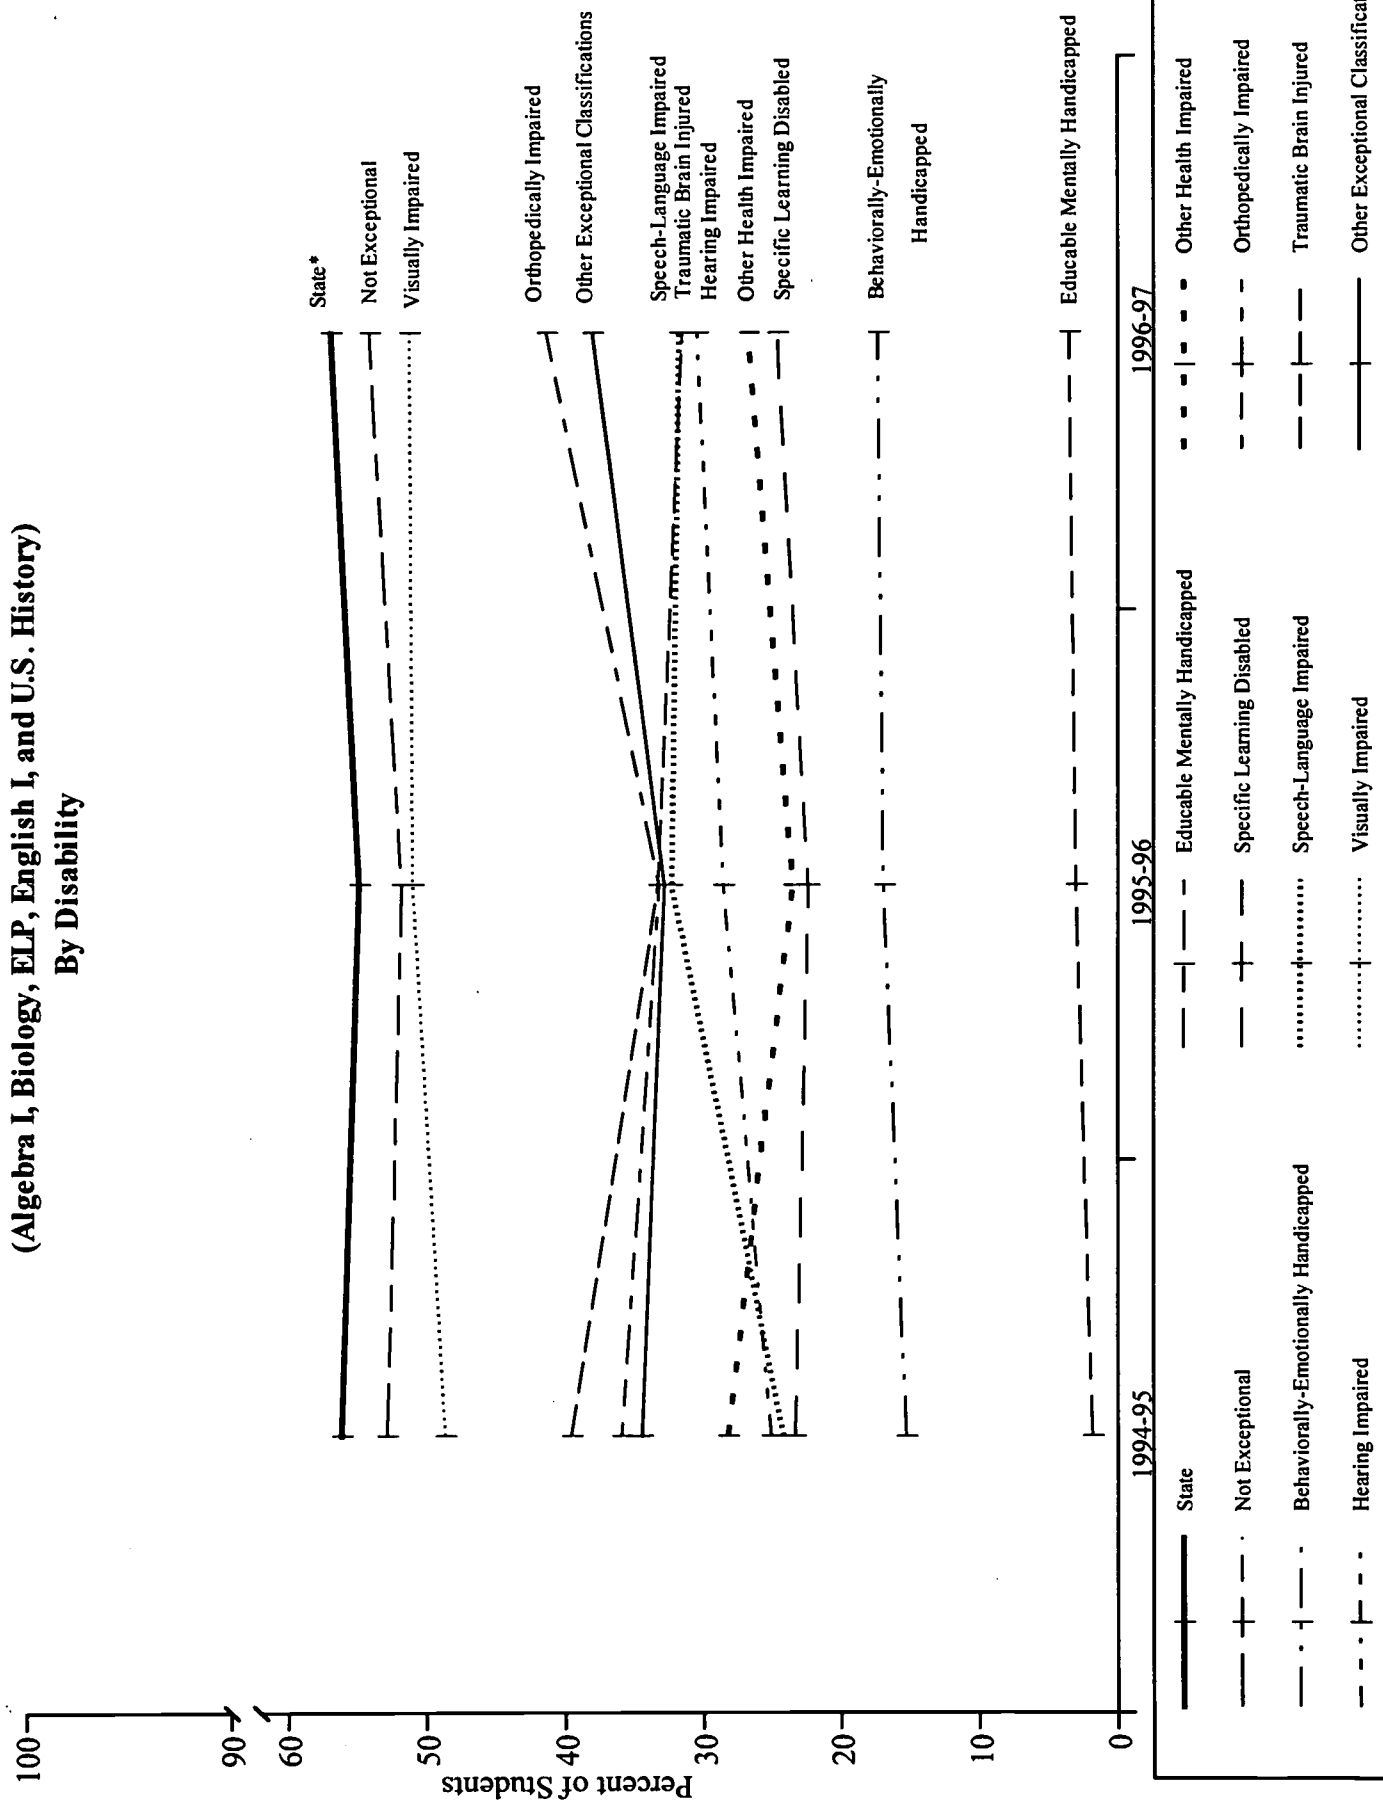 (Algebra I, Biology, ELP, English I, and U.S. History)
By Disability
100
90
60
50
40
30
20
10
0
Percent of Students
State*
Not Exceptional
Visually Impaired
Orthopedically Impaired
Other Exceptional Classifications
Speech-Language Impaired
Traumatic Brain Injured
Hearing Impaired
Other Health Impaired
Specific Learning Disabled
Behaviorally-Emotionally
Handicapped
Educable Mentally Handicapped
1994-95
1995-96
1996-97
State
Educable Mentally Handicapped
Other Health Impaired
Not Exceptional
Specific Learning Disabled
Orthopedically Impaired
Behaviorally-Emotionally Handicapped
Speech-Language Impaired
Traumatic Brain Injured
Hearing Impaired
Visually Impaired
Other Exceptional Classificat